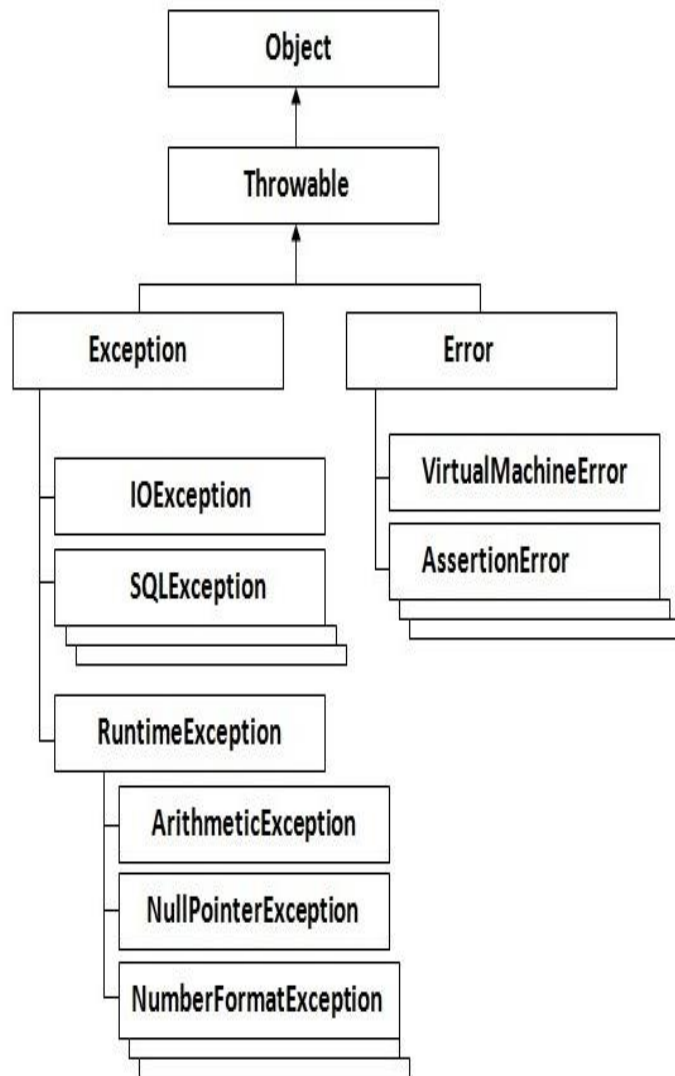 Object
Throwable
Exception
Error
IOException
SQLException
RuntimeException
ArithmeticException
NullPointerException
NumberFormatException
VirtualMachineError
AssertionError